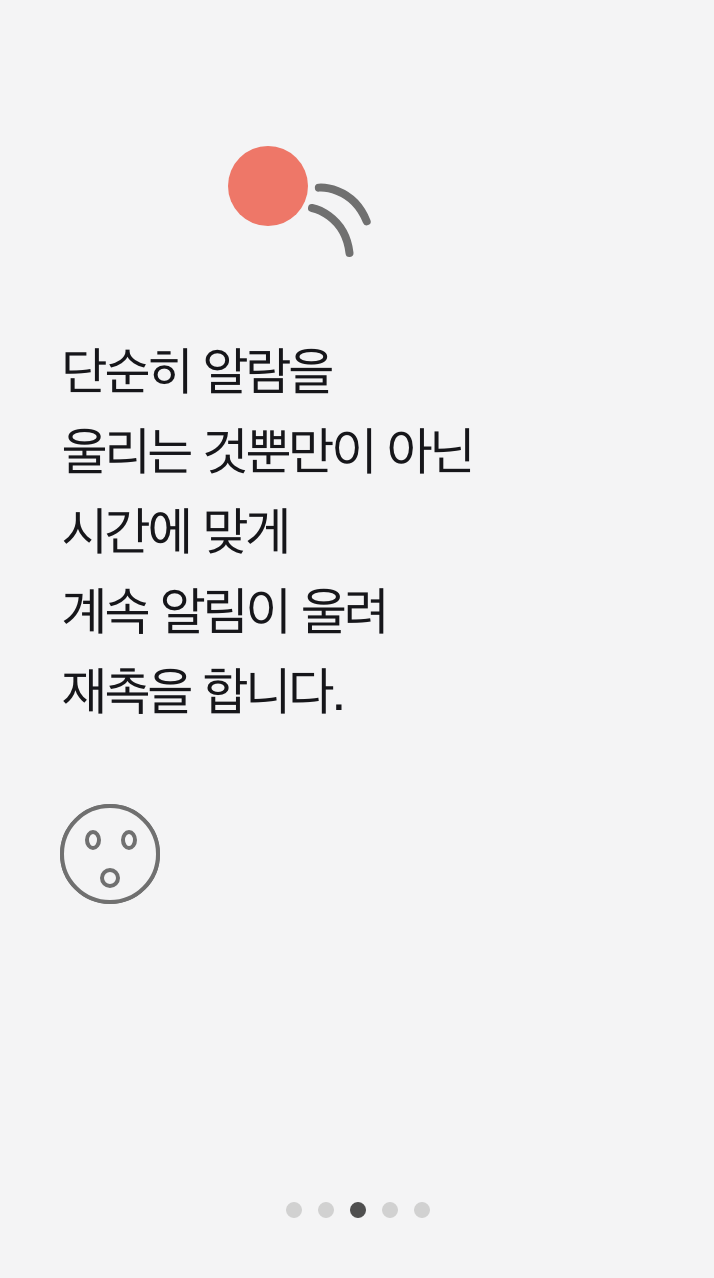 단순히 알람을
울리는 것뿐만이 아닌
시간에 맞게
계속 알림이 울려
재촉을 합니다.